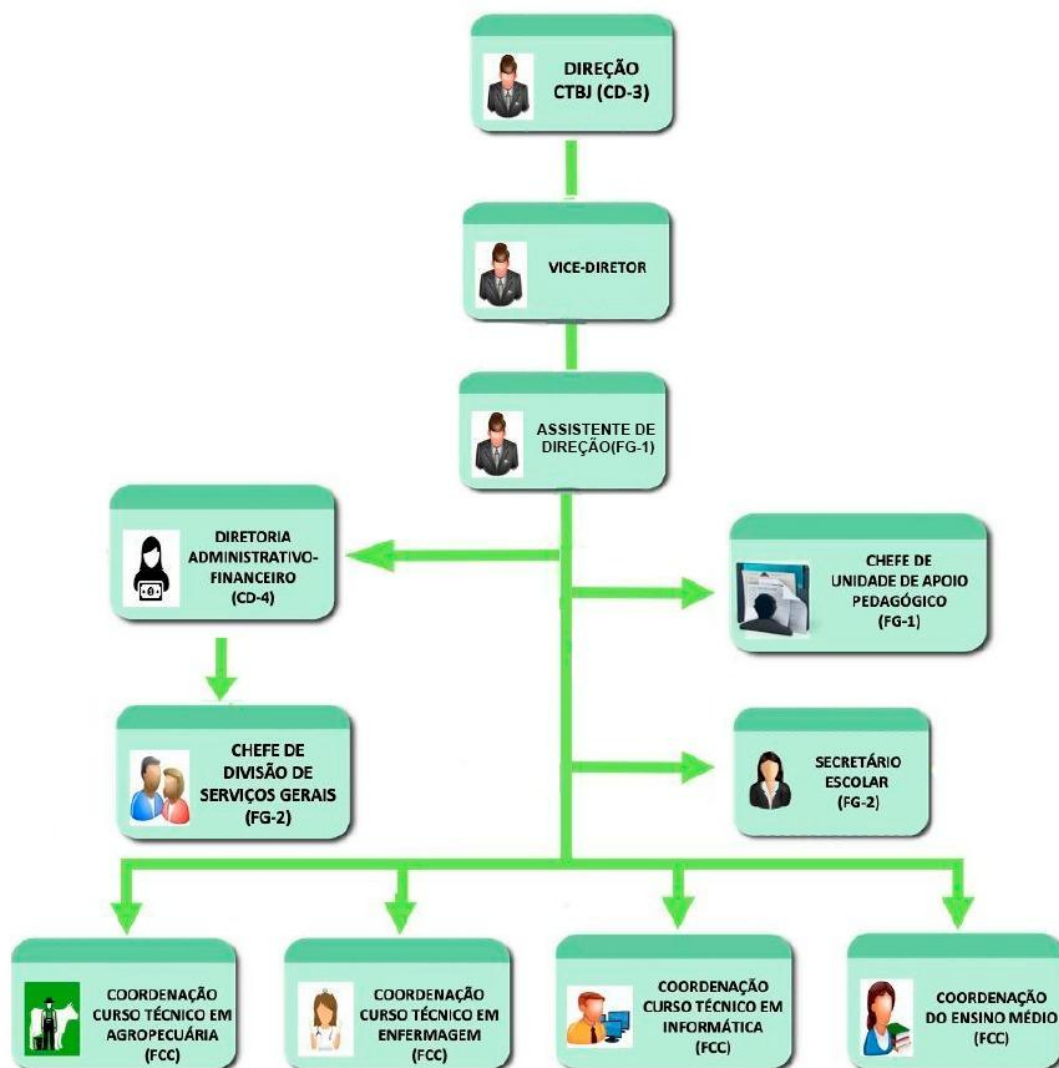 DIREÇÃO
CTBJ (CD-3)
VICE-DIRETOR
ASSISTENTE DE
DIREÇÃO(FG-1)
DIRETORIA
ADMINISTRATIVO-
FINANCEIRO
(CD-4)
CHEFE DE
UNIDADE DE APOIO
PEDAGÓGICO
(FG-1)
CHEFE DE
DIVISÃO DE
SERVIÇOS GERAIS
(FG-2)
SECRETÁRIO
ESCOLAR
(FG-2)
COORDENAÇÃO
CURSO TÉCNICO EM
AGROPECUÁRIA
(FCC)
COORDENAÇÃO
CURSO TÉCNICO EM
ENFERMAGEM
(FCC)
COORDENAÇÃO
CURSO TÉCNICO EM
INFORMÁTICA
(FCC)
COORDENAÇÃO
DO ENSINO MÉDIO
(FCC)